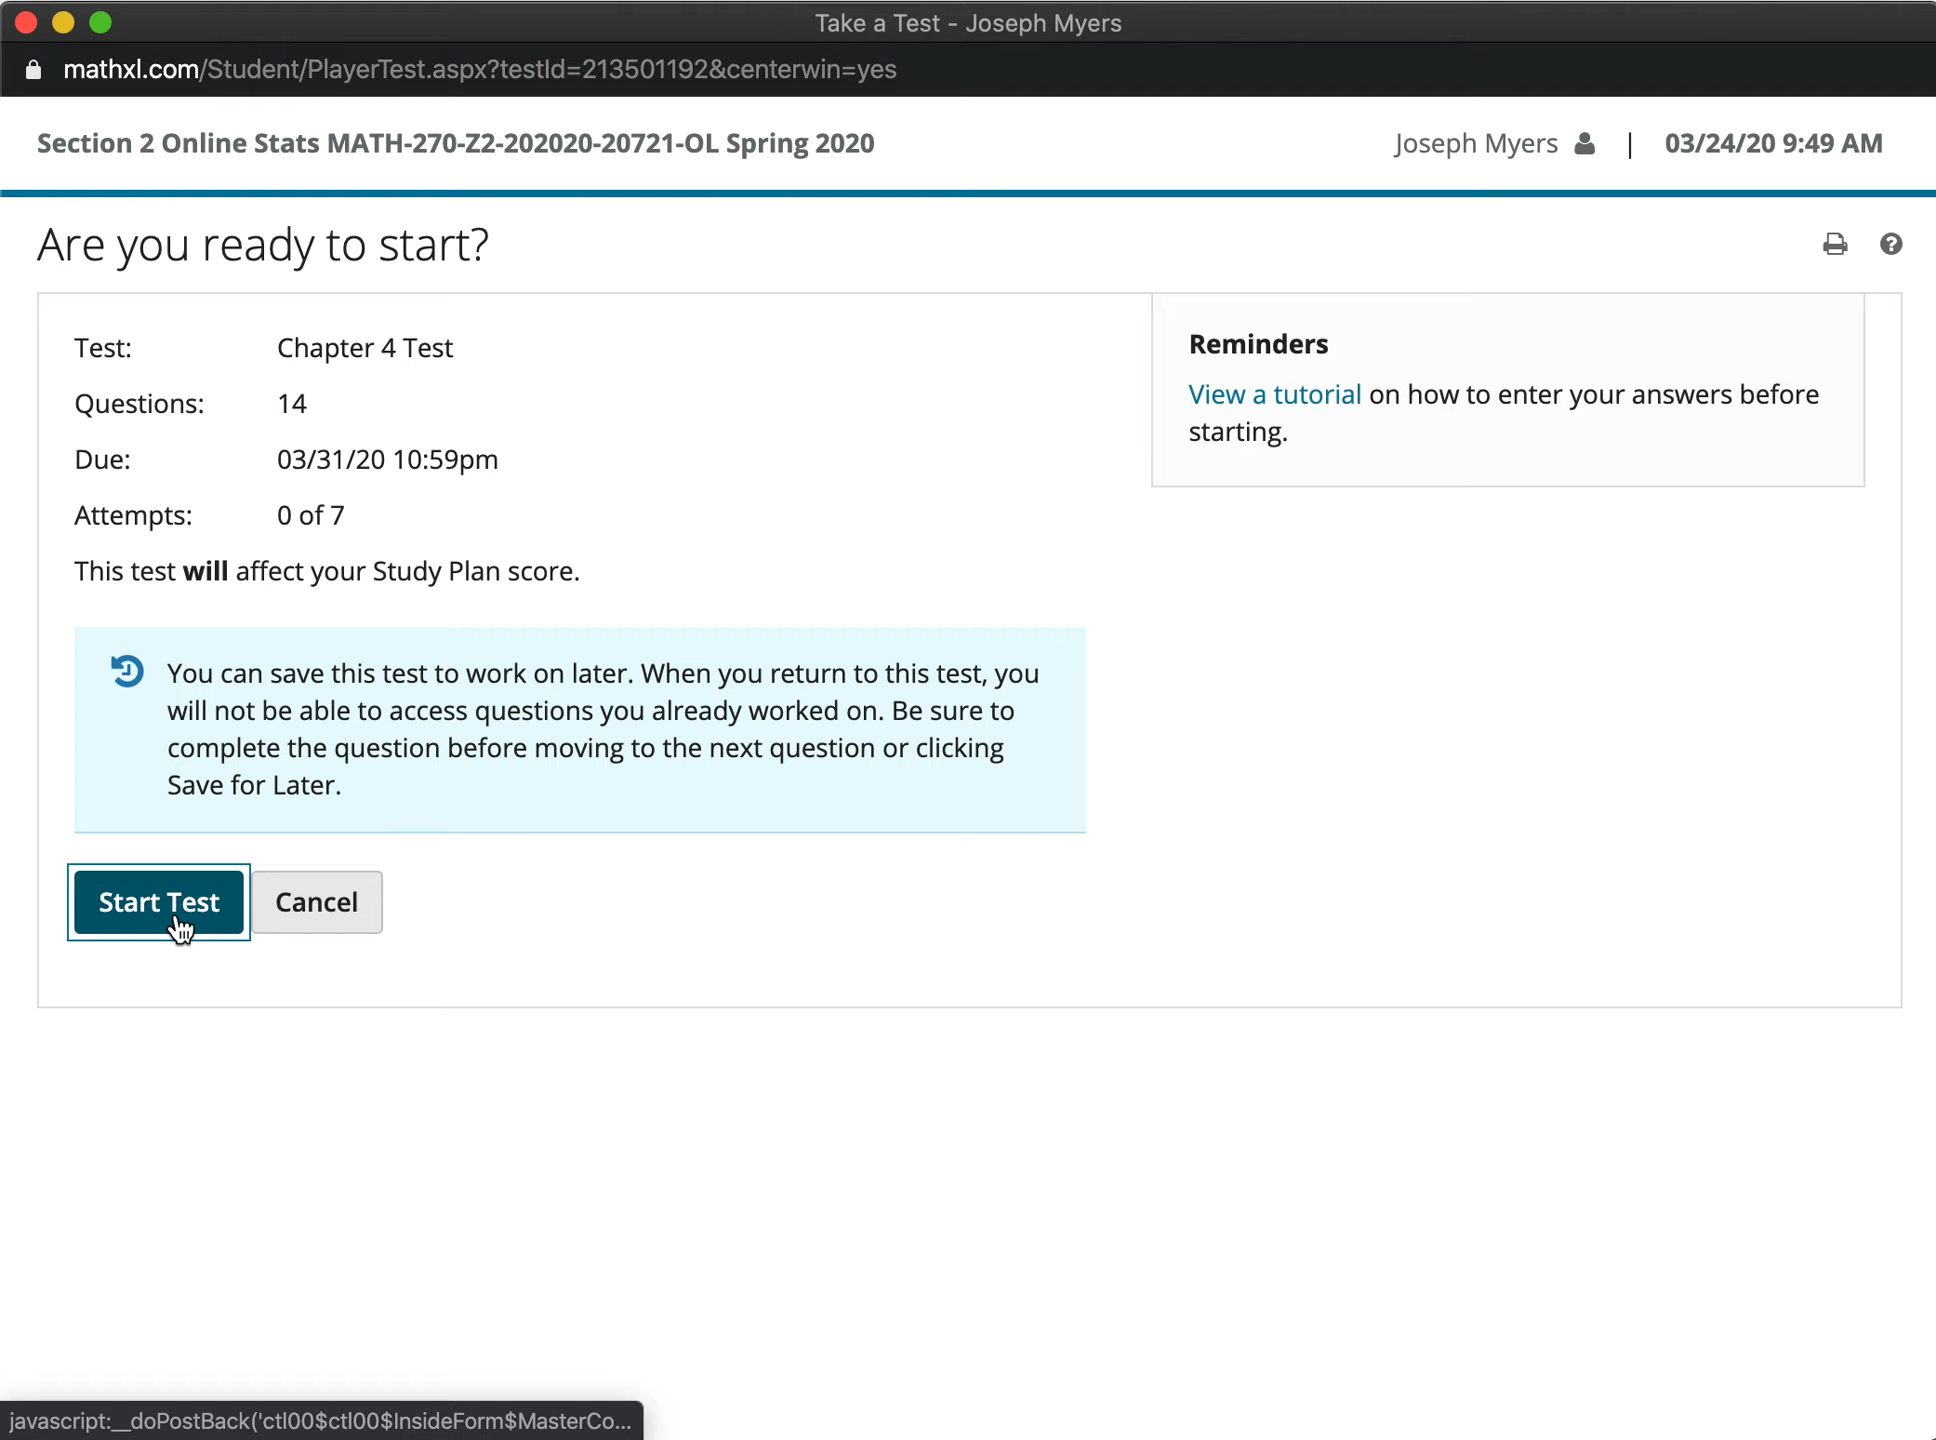 Take a Test - Joseph Myers
mathxl.com/Student/PlayerTest.aspx?testId=213501192&centerwin=yes
Section 2 Online Stats MATH-270-Z2-202020-20721-OL Spring 2020
Joseph Myers | 03/24/20 9:49 AM
Are you ready to start?
Test: Chapter 4 Test
Questions: 14
Due: 03/31/20 10:59pm
Attempts: 0 of 7
This test will affect your Study Plan score.
Reminders
View a tutorial on how to enter your answers before
starting.
You can save this test to work on later. When you return to this test, you
will not be able to access questions you already worked on. Be sure to
complete the question before moving to the next question or clicking
Save for Later.
Start Test
Cancel
javascript:__doPostBack('ctl00$ctl00$InsideForm$MasterCo...